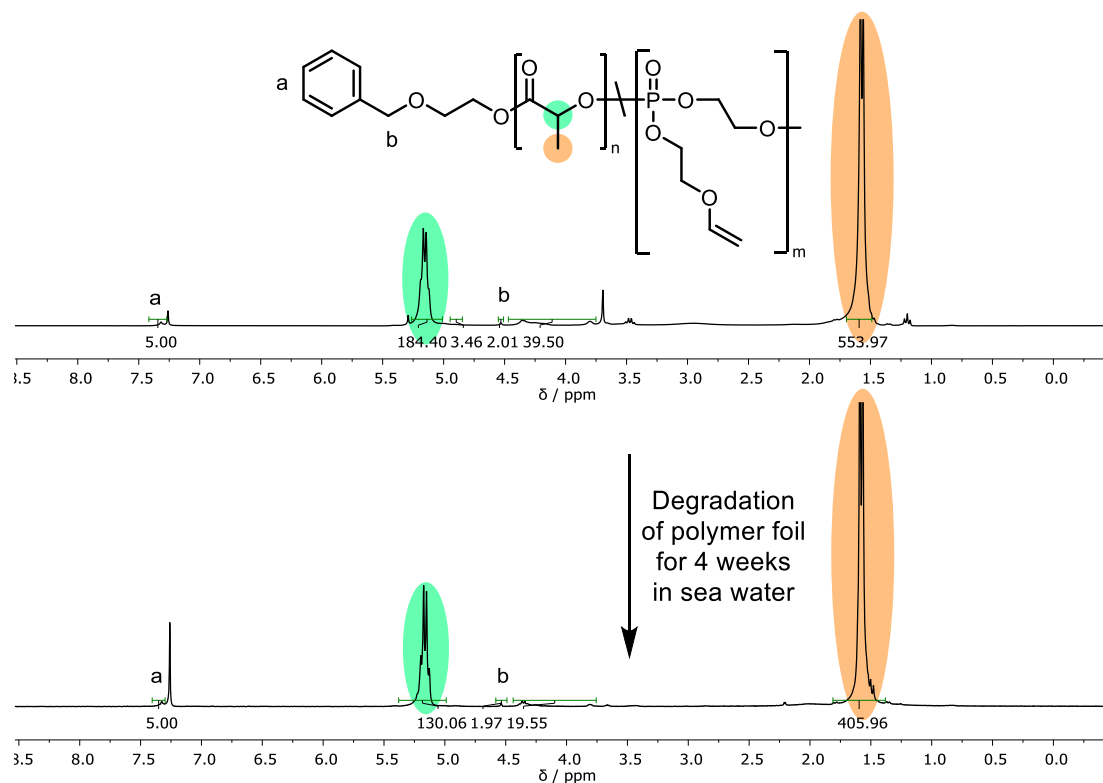 O
O
P
O
a
O
O
O
O
O
b
n
O
m
a
b
5.00 184.40 3.46 2.01 39.50 553.97
8.5 8.0 7.5 7.0 6.5 6.0 5.5 5.0 4.5 4.0 3.5 3.0 2.5 2.0 1.5 1.0 0.5 0.0
δ / ppm
Degradation
of polymer foil
for 4 weeks
in sea water
a
b
5.00 130.06 1.97 19.55 405.96
8.5 8.0 7.5 7.0 6.5 6.0 5.5 5.0 4.5 4.0 3.5 3.0 2.5 2.0 1.5 1.0 0.5 0.0
δ / ppm